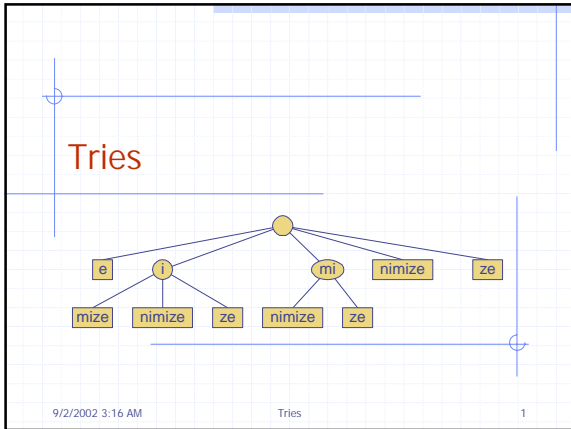 Tries
e i mi nimize ze
mize nimize ze nimize ze
9/2/2002 3:16 AM Tries 1